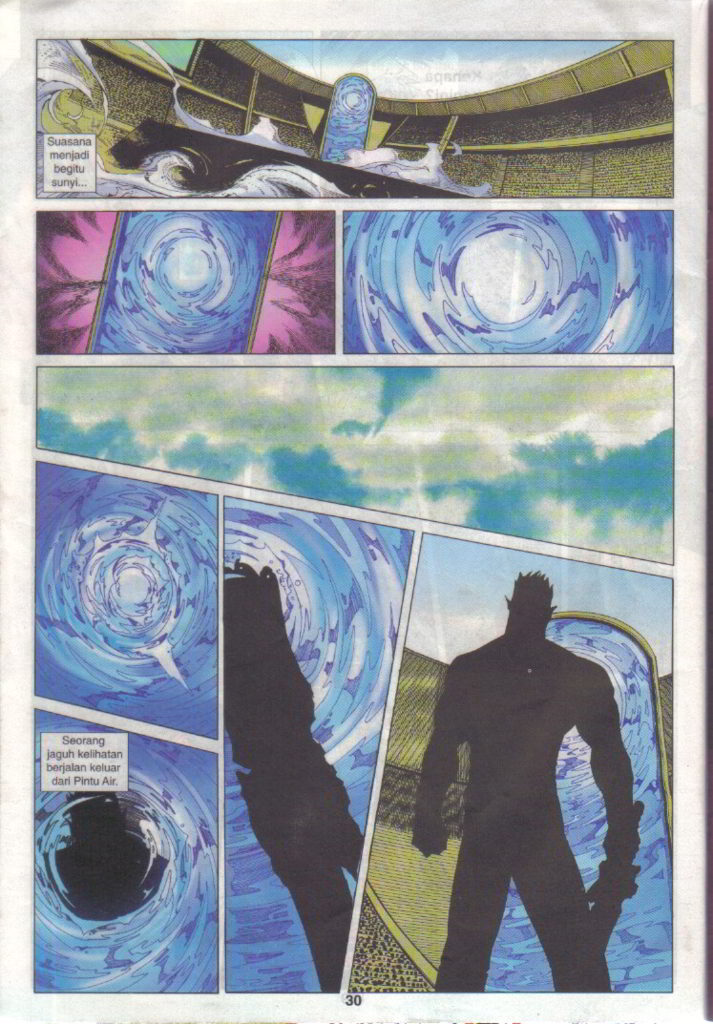 Suasana
menjadi
begitu
sunyi...
Seorang
jaguh kelihatan
berjalan keluar
dari Pintu Air.
30